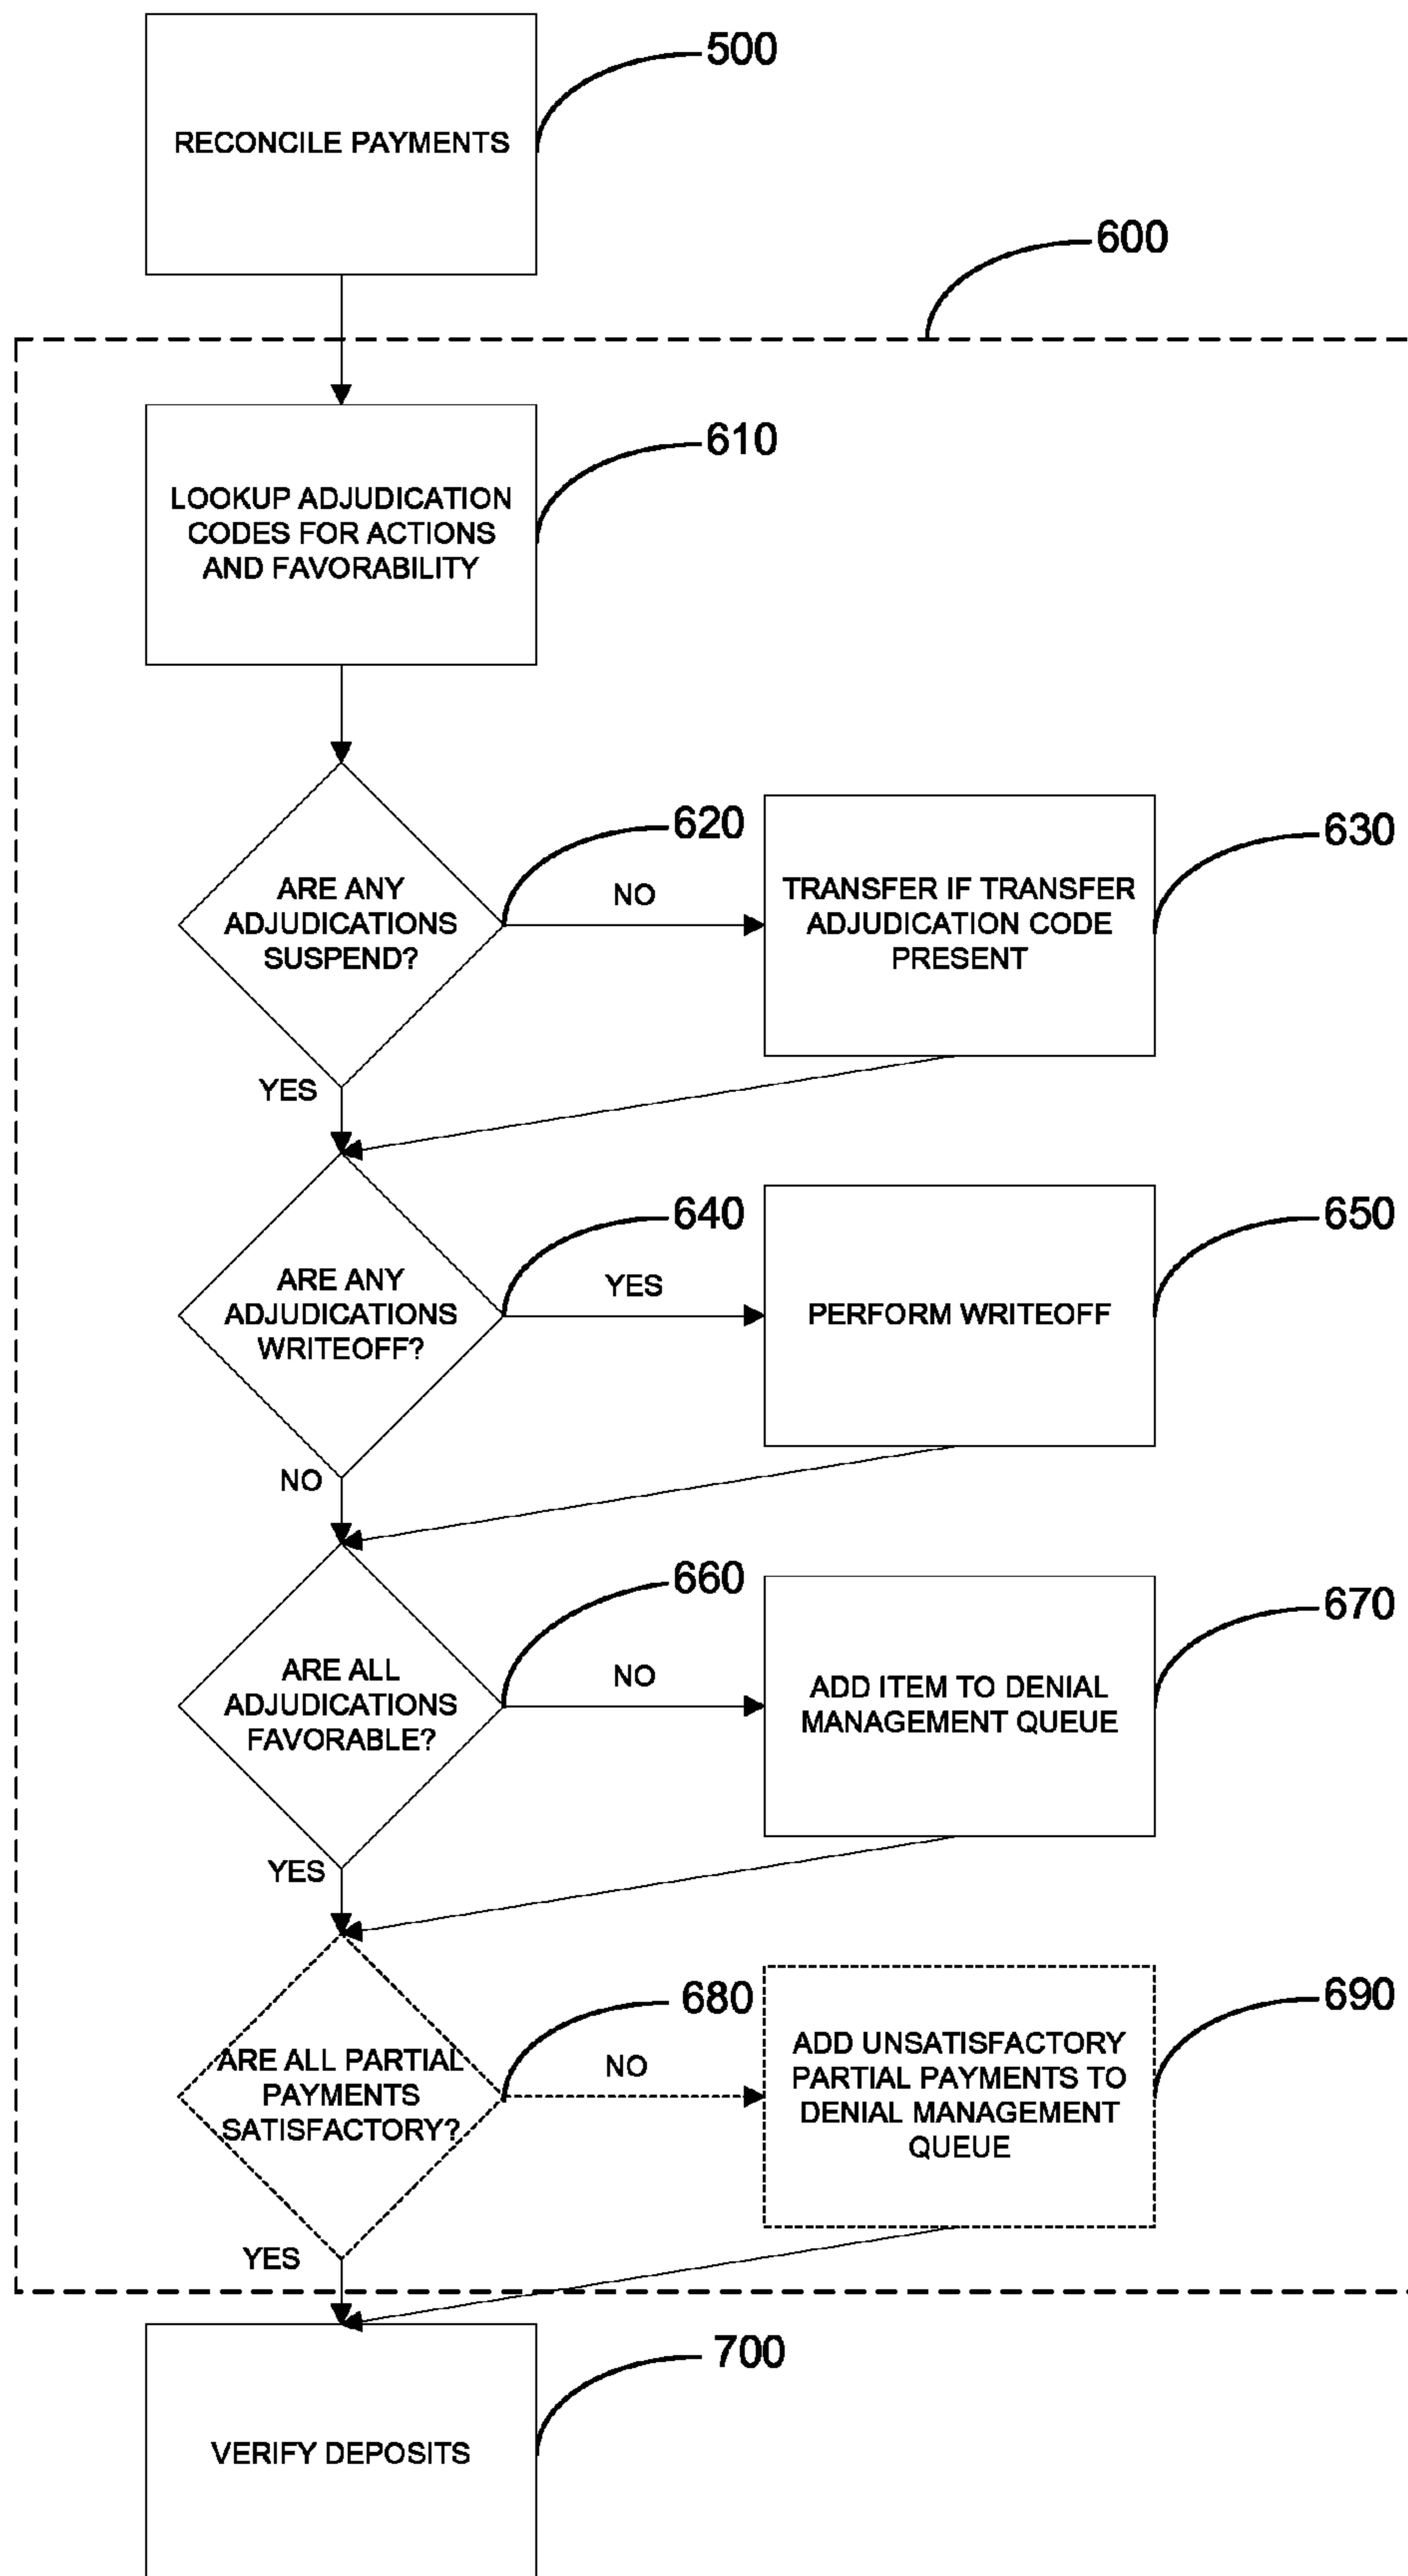 500
RECONCILE PAYMENTS
600
610
LOOKUP ADJUDICATION
CODES FOR ACTIONS
AND FAVORABILITY
620
630
ARE ANY
ADJUDICATIONS
SUSPEND?
NO
TRANSFER IF TRANSFER
ADJUDICATION CODE
PRESENT
YES
640
650
ARE ANY
ADJUDICATIONS
WRITEOFF?
YES
PERFORM WRITEOFF
NO
660
670
ARE ALL
ADJUDICATIONS
FAVORABLE?
NO
ADD ITEM TO DENIAL
MANAGEMENT QUEUE
YES
680
690
ARE ALL PARTIAL
PAYMENTS
SATISFACTORY?
NO
ADD UNSATISFACTORY
PARTIAL PAYMENTS TO
DENIAL MANAGEMENT
QUEUE
YES
700
VERIFY DEPOSITS